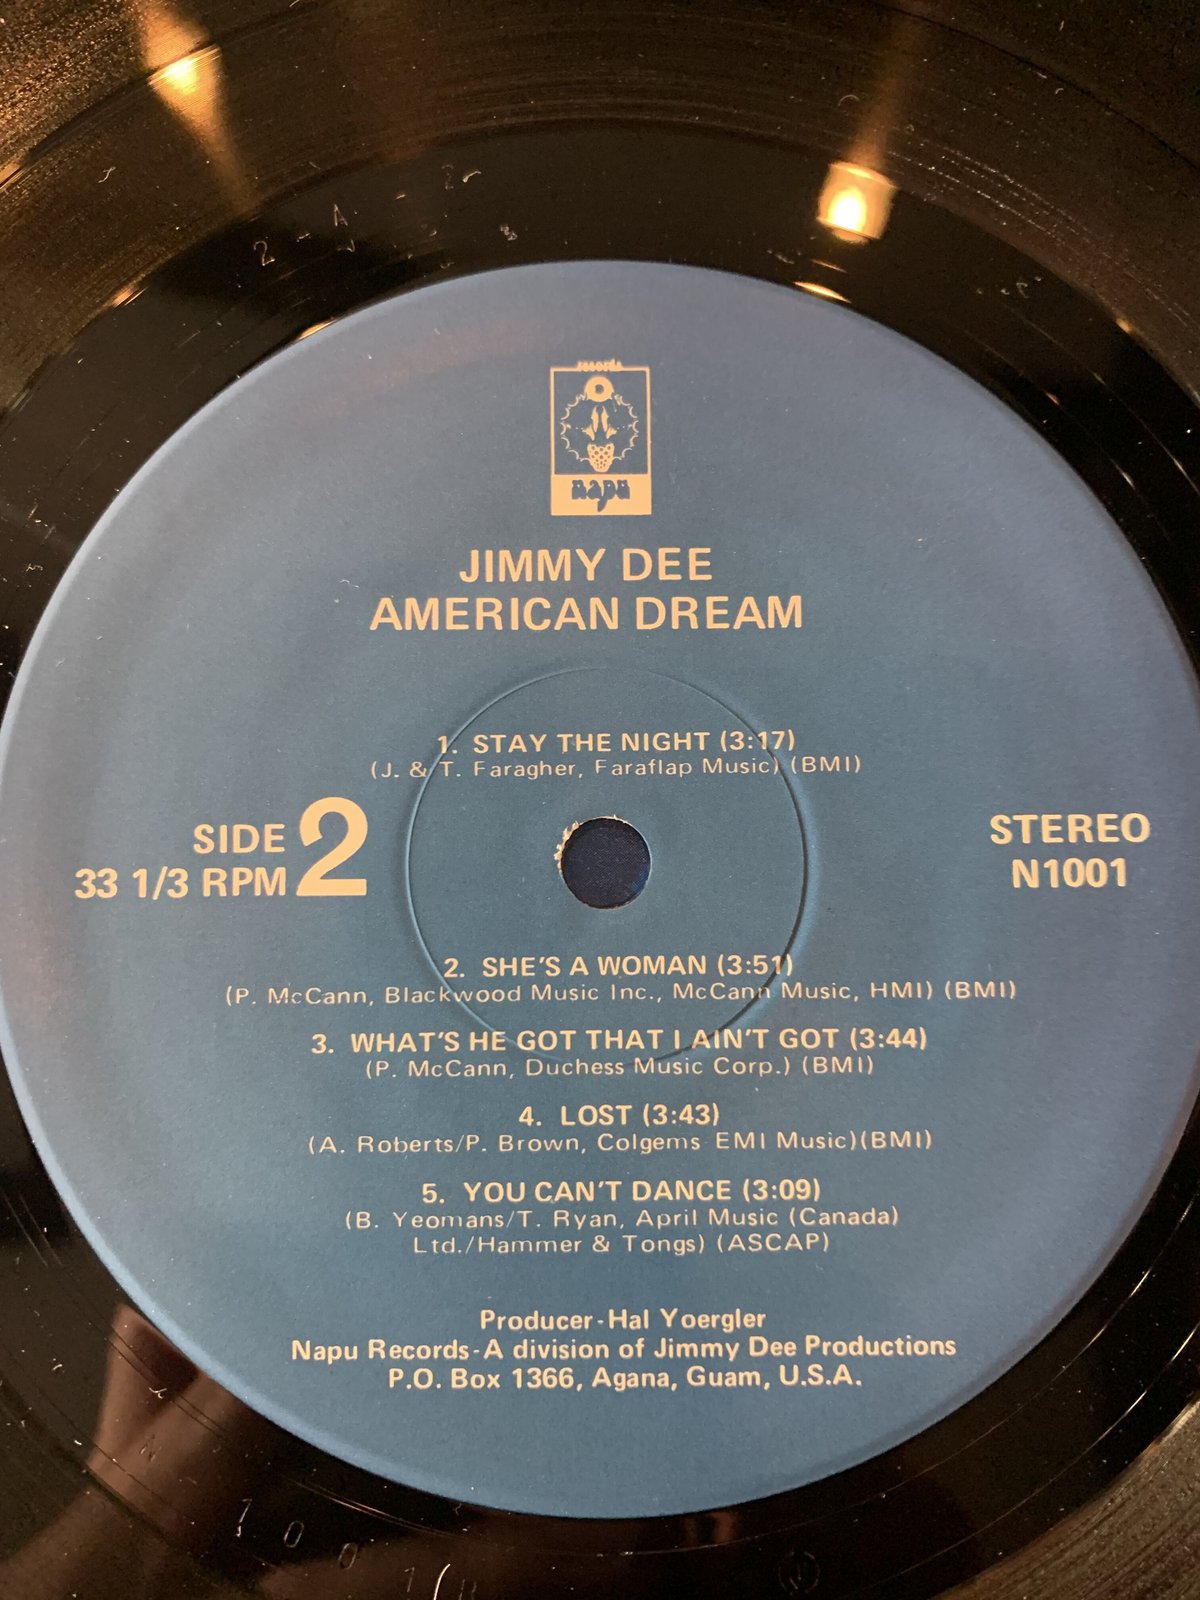 2-A-2-
records
napu
JIMMY DEE
AMERICAN DREAM
1. STAY THE NIGHT (3:17)
(J. & T. Faragher, Faraflap Music) (BMI)
SIDE 2
33 1/3 RPM
STEREO
N1001
2. SHE'S A WOMAN (3:51)
(P. McCann, Blackwood Music Inc., McCann Music, HMI) (BMI)
3. WHAT'S HE GOT THAT I AIN'T GOT (3:44)
(P. McCann, Duchess Music Corp.) (BMI)
4. LOST (3:43)
(A. Roberts/P. Brown, Colgems EMI Music)(BMI)
5. YOU CAN'T DANCE (3:09)
(B. Yeomans/T. Ryan, April Music (Canada)
Ltd./Hammer & Tongs) (ASCAP)
Producer-Hal Yoergler
Napu Records-A division of Jimmy Dee Productions
P.O. Box 1366, Agana, Guam, U.S.A.
N 1001B